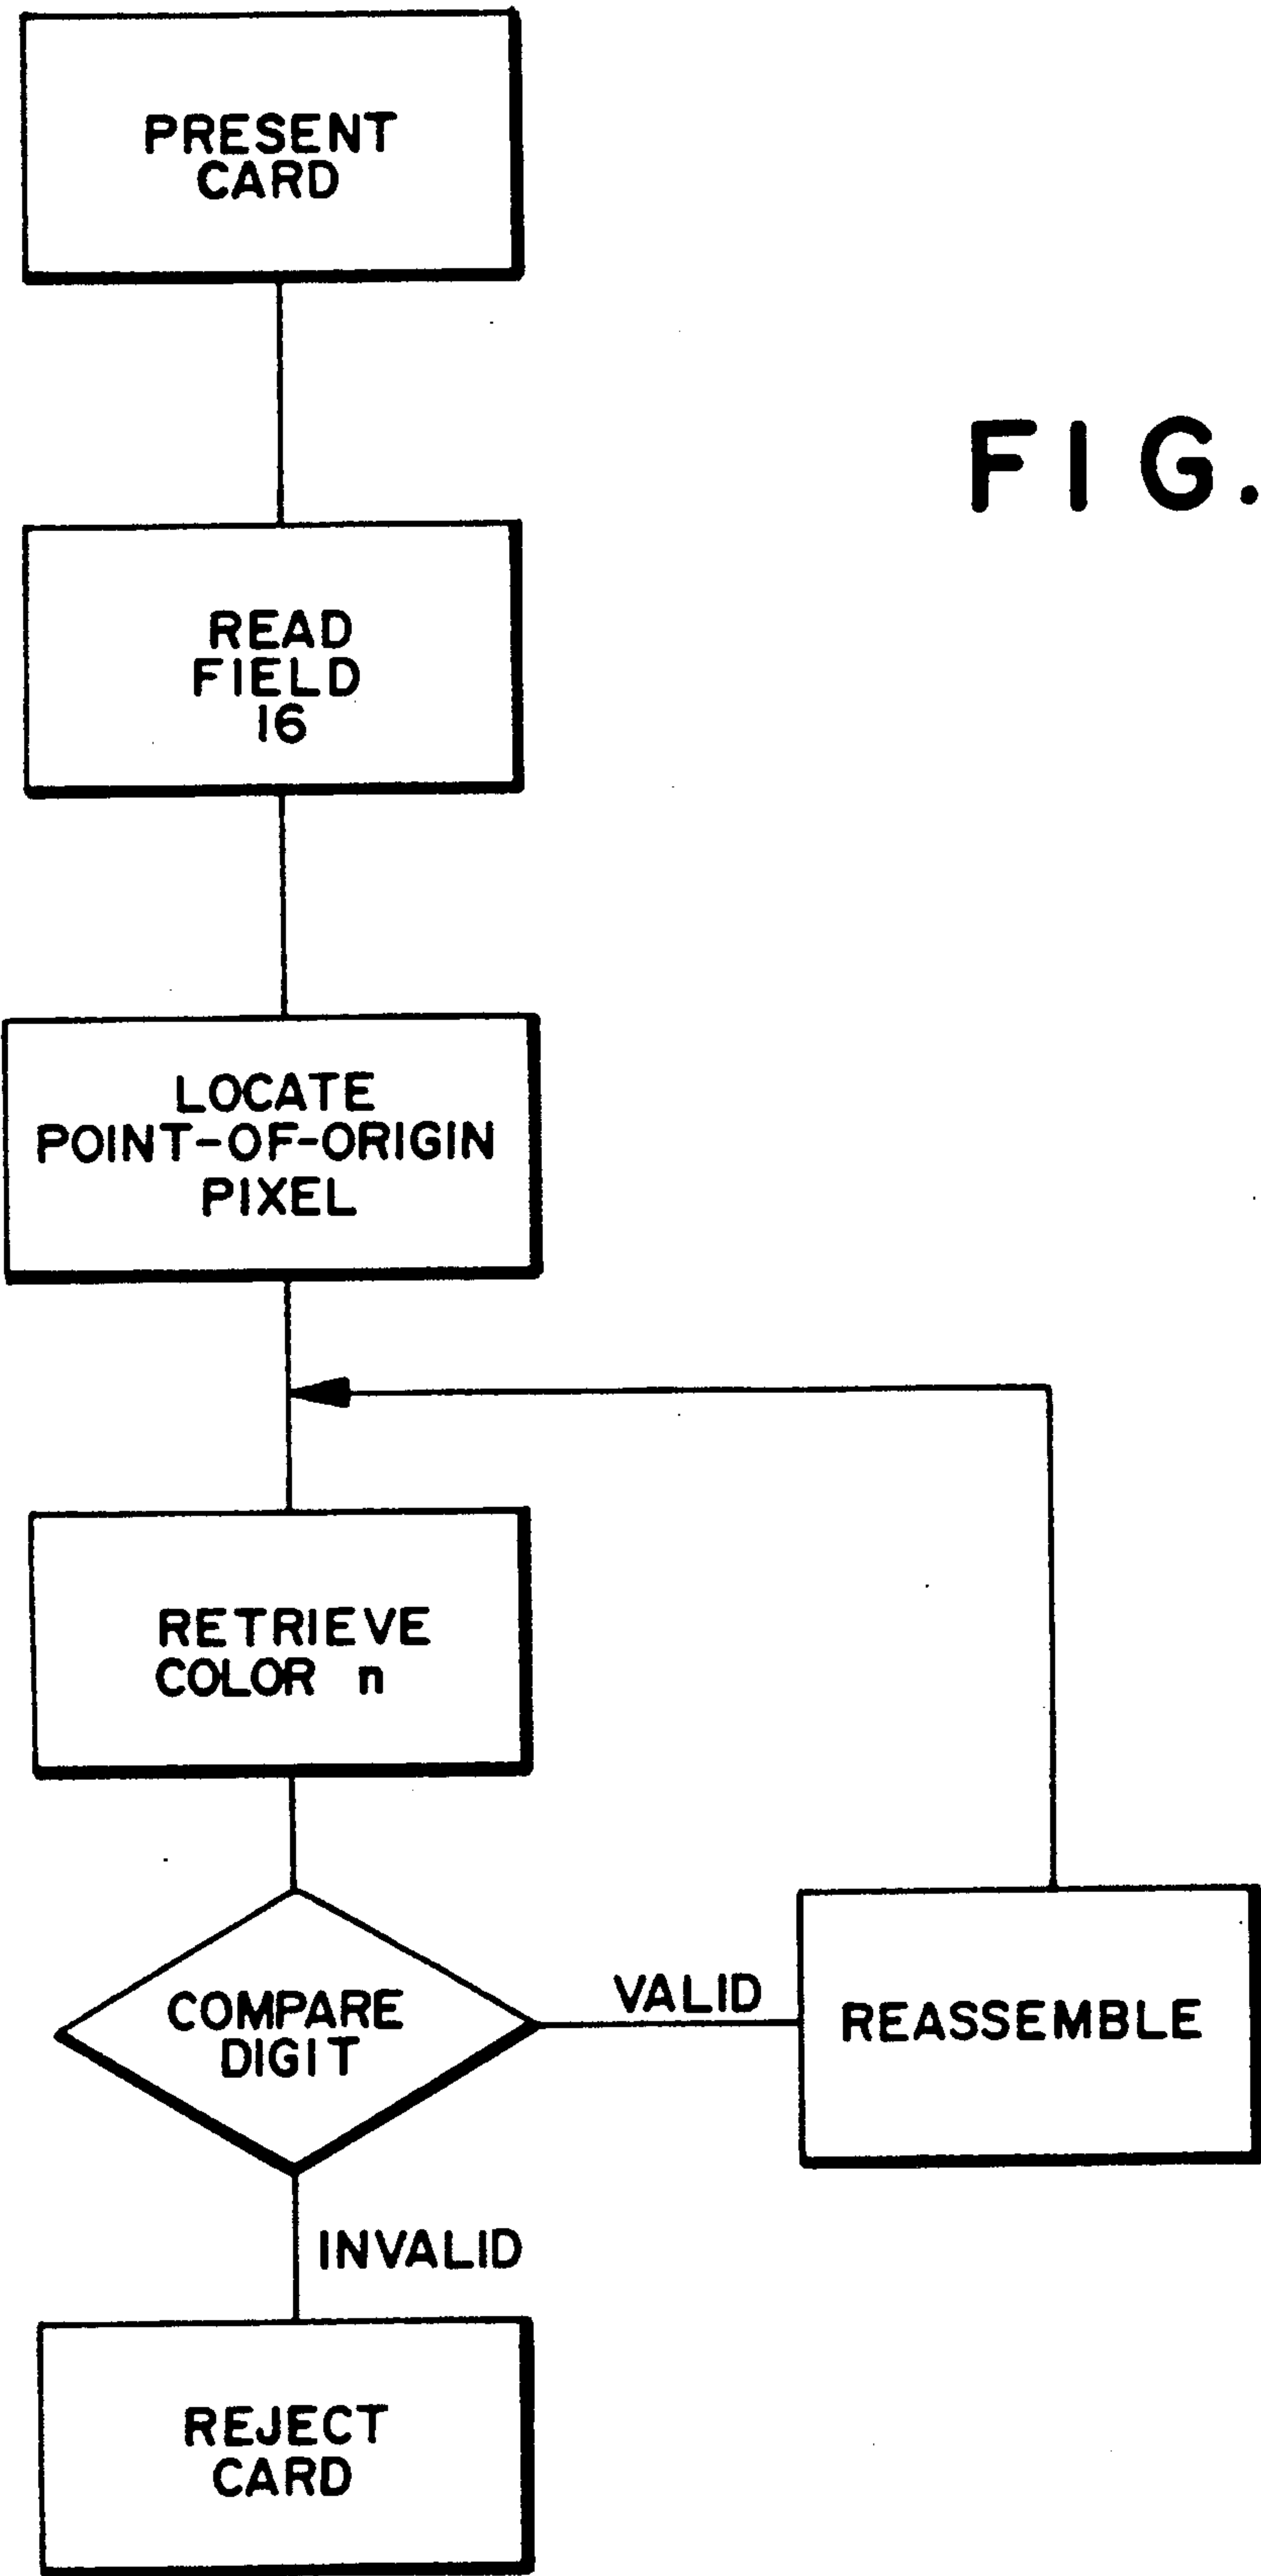 PRESENT
CARD
FIG.
READ
FIELD
16
LOCATE
POINT-OF-ORIGIN
PIXEL
RETRIEVE
COLOR n
COMPARE
DIGIT
VALID
REASSEMBLE
INVALID
REJECT
CARD